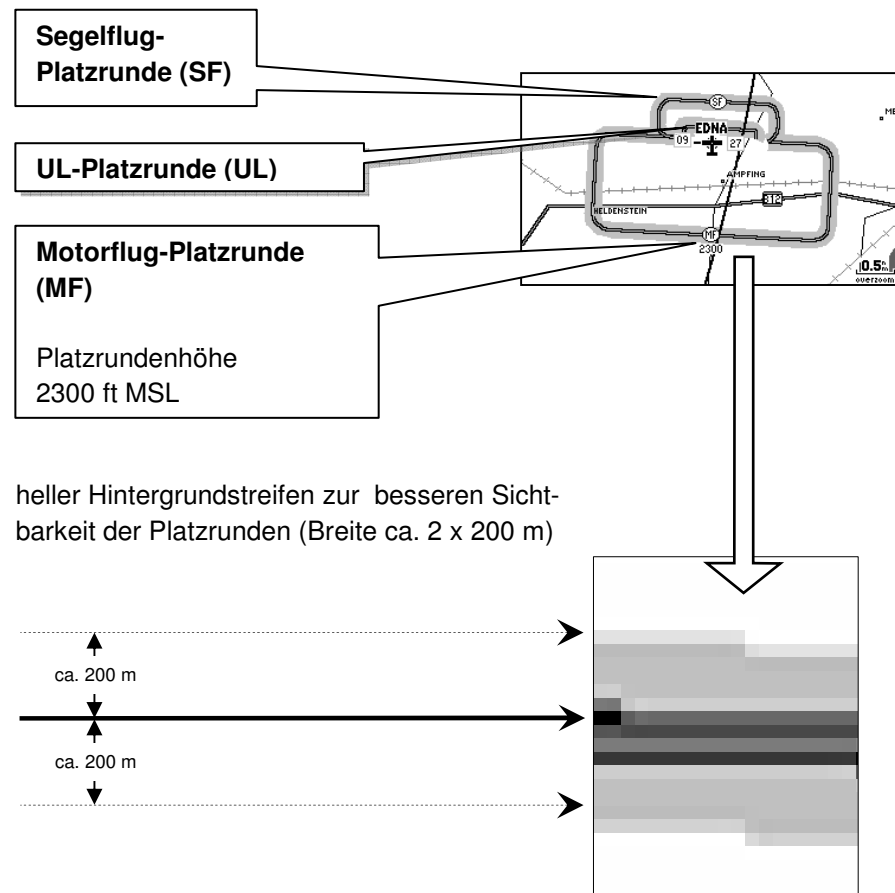 Segelflug-
Platzrunde (SF)
UL-Platzrunde (UL)
Motorflug-Platzrunde
(MF)
Platzrundenhöhe
2300 ft MSL
SF
EDNA
09
27
ME
AMPFING
312
HELDENSTEIN
MF
2300
0.5
overzoom
heller Hintergrundstreifen zur besseren Sicht-
barkeit der Platzrunden (Breite ca. 2 x 200 m)
ca. 200 m
ca. 200 m